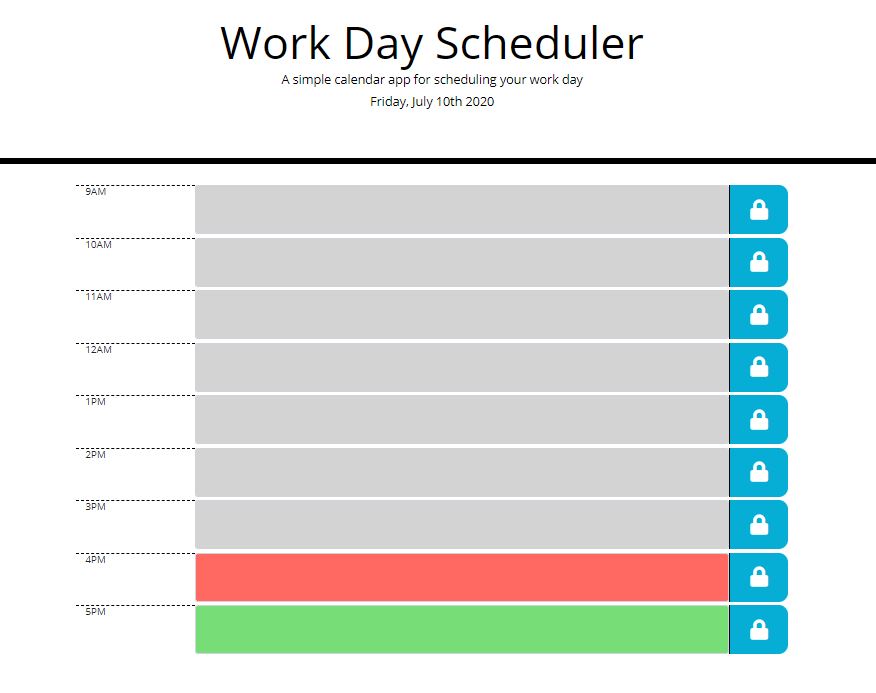 Work Day Scheduler
A simple calendar app for scheduling your work day
Friday, July 10th 2020
9AM
10AM
11AM
12AM
1PM
2PM
3PM
4PM
5PM